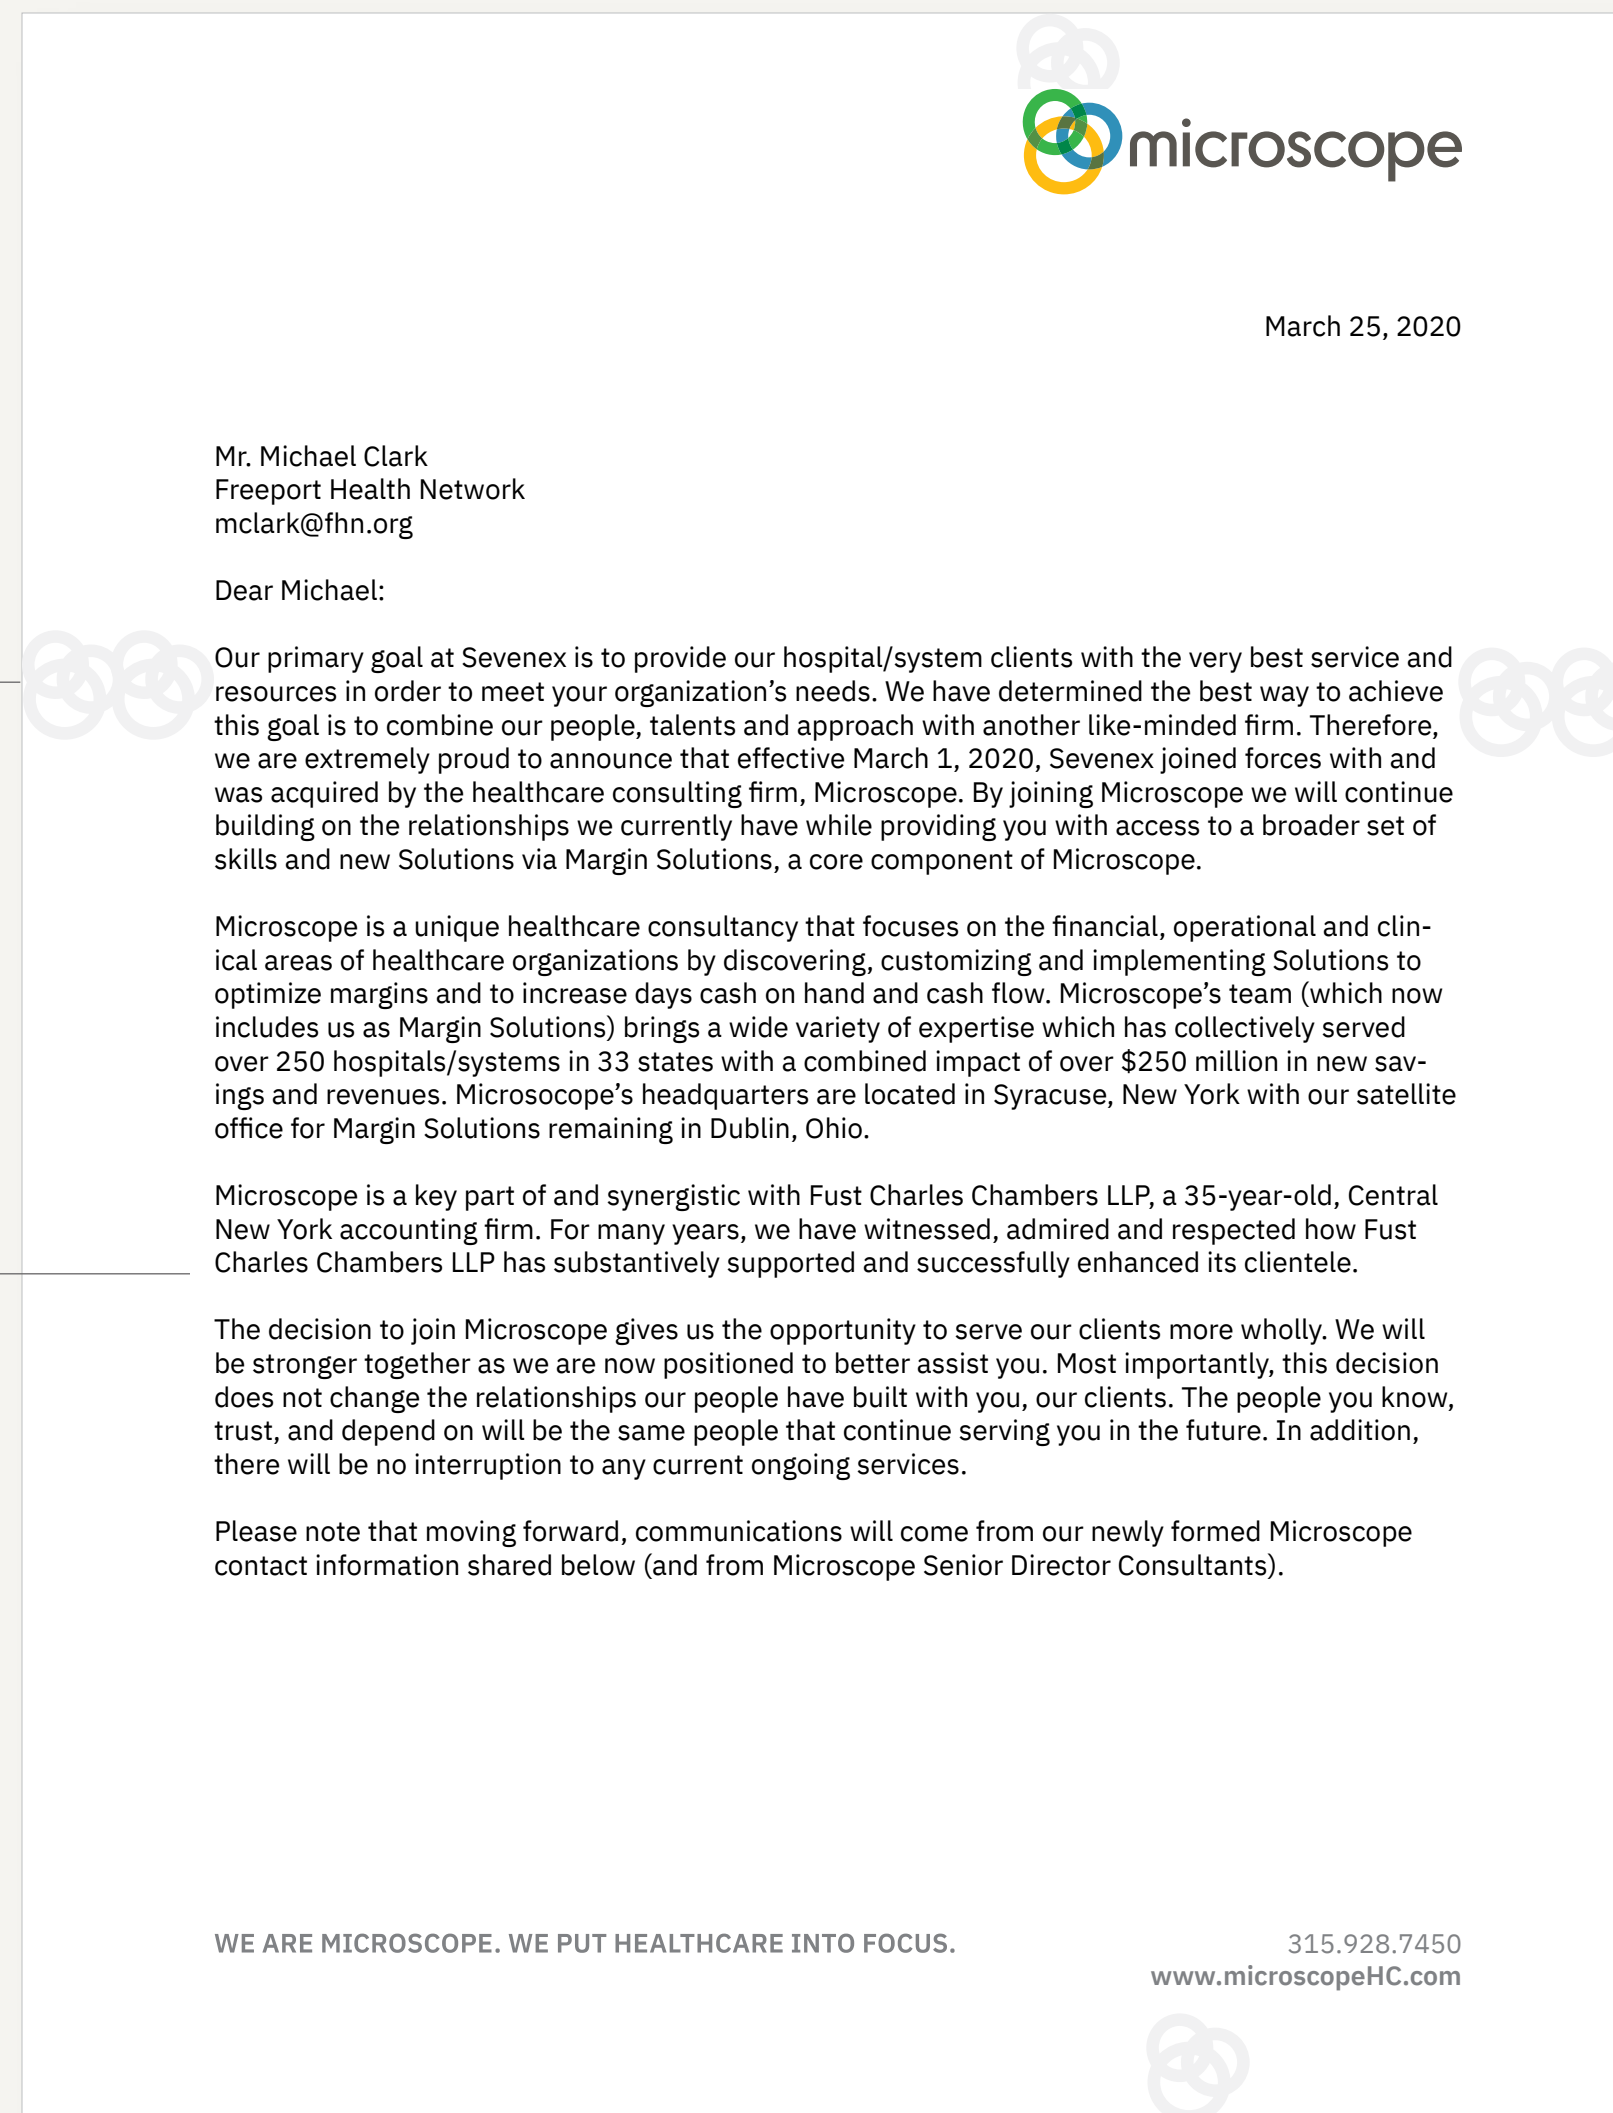 microscope
March 25, 2020
Mr. Michael Clark
Freeport Health Network
mclark@fhn.org
Dear Michael:
Our primary goal at Sevenex is to provide our hospital/system clients with the very best service and
resources in order to meet your organization’s needs. We have determined the best way to achieve
this goal is to combine our people, talents and approach with another like-minded firm. Therefore,
we are extremely proud to announce that effective March 1, 2020, Sevenex joined forces with and
was acquired by the healthcare consulting firm, Microscope. By joining Microscope we will continue
building on the relationships we currently have while providing you with access to a broader set of
skills and new Solutions via Margin Solutions, a core component of Microscope.
Microscope is a unique healthcare consultancy that focuses on the financial, operational and clin-
ical areas of healthcare organizations by discovering, customizing and implementing Solutions to
optimize margins and to increase days cash on hand and cash flow. Microscope’s team (which now
includes us as Margin Solutions) brings a wide variety of expertise which has collectively served
over 250 hospitals/systems in 33 states with a combined impact of over $250 million in new sav-
ings and revenues. Microsocope’s headquarters are located in Syracuse, New York with our satellite
office for Margin Solutions remaining in Dublin, Ohio.
Microscope is a key part of and synergistic with Fust Charles Chambers LLP, a 35-year-old, Central
New York accounting firm. For many years, we have witnessed, admired and respected how Fust
Charles Chambers LLP has substantively supported and successfully enhanced its clientele.
The decision to join Microscope gives us the opportunity to serve our clients more wholly. We will
be stronger together as we are now positioned to better assist you. Most importantly, this decision
does not change the relationships our people have built with you, our clients. The people you know,
trust, and depend on will be the same people that continue serving you in the future. In addition,
there will be no interruption to any current ongoing services.
Please note that moving forward, communications will come from our newly formed Microscope
contact information shared below (and from Microscope Senior Director Consultants).
WE ARE MICROSCOPE. WE PUT HEALTHCARE INTO FOCUS.
315.928.7450
www.microscopeHC.com